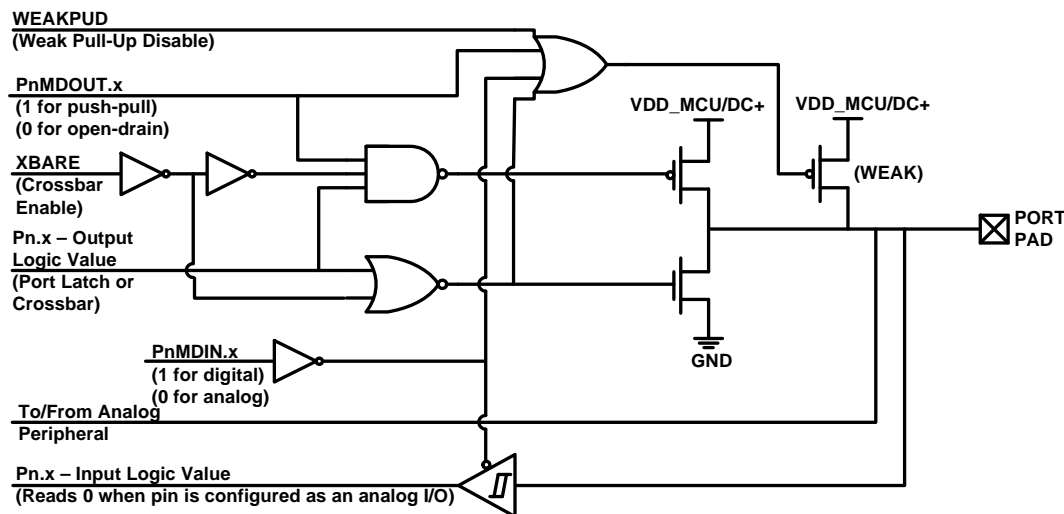 WEAKPUD
(Weak Pull-Up Disable)
PnMDOUT.x
(1 for push-pull)
(0 for open-drain)
XBARE
(Crossbar
Enable)
Pn.x – Output
Logic Value
(Port Latch or
Crossbar)
PnMDIN.x
(1 for digital)
(0 for analog)
To/From Analog
Peripheral
Pn.x – Input Logic Value
(Reads 0 when pin is configured as an analog I/O)
VDD_MCU/DC+
VDD_MCU/DC+
(WEAK)
PORT
PAD
GND